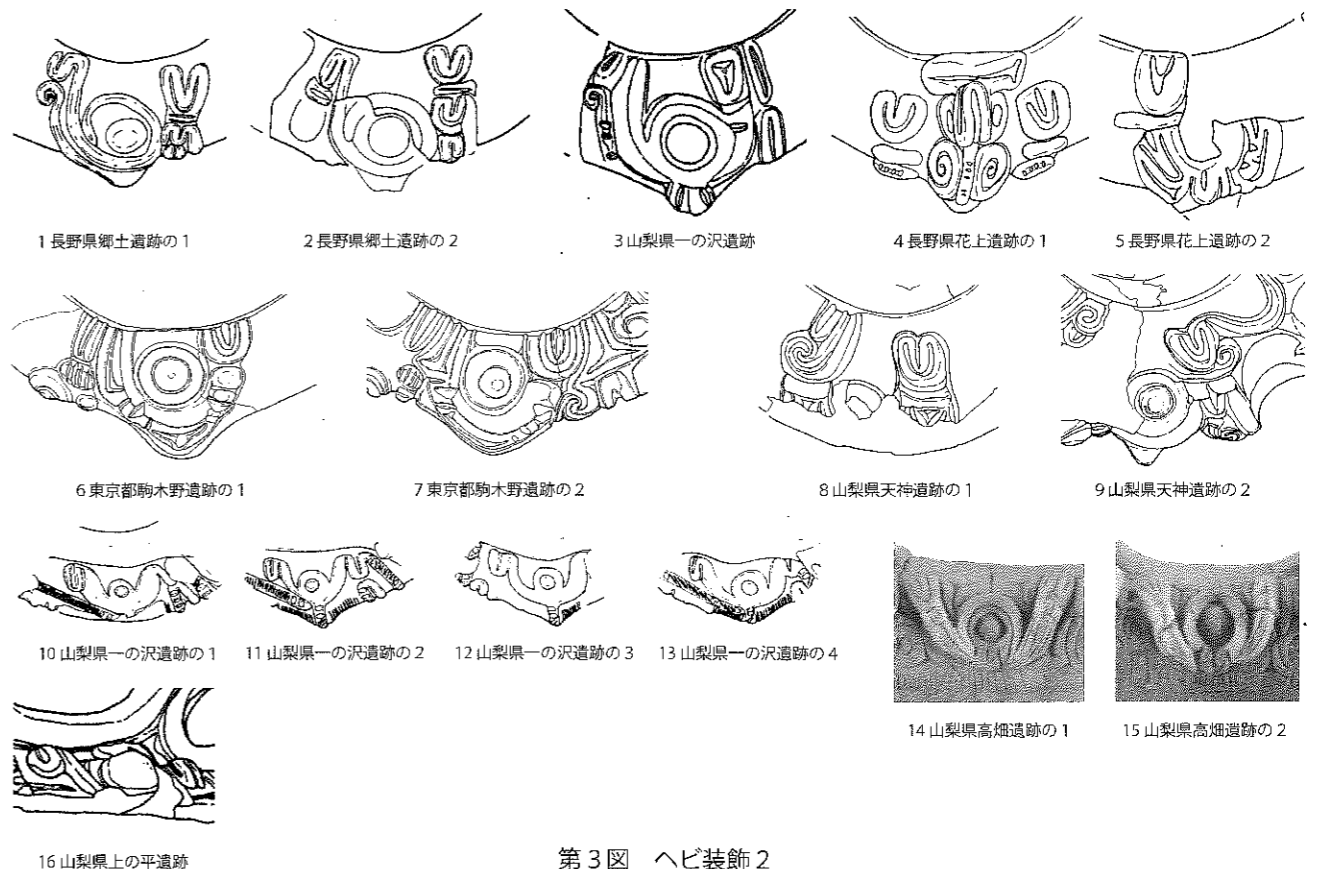 1 長野県郷土遺跡の 1
2 長野県郷土遺跡の 2
3 山梨県一の沢遺跡
4 長野県花上遺跡の 1
5 長野県花上遺跡の 2
6 東京都駒木野遺跡の 1
7 東京都駒木野遺跡の 2
8 山梨県天神遺跡の 1
9 山梨県天神遺跡の 2
10 山梨県一の沢遺跡の 1
11 山梨県一の沢遺跡の 2
12 山梨県一の沢遺跡の 3
13 山梨県一の沢遺跡の 4
14 山梨県高畑遺跡の 1
15 山梨県高畑遺跡の 2
16 山梨県上の平遺跡
第 3 図　ヘビ装飾 2